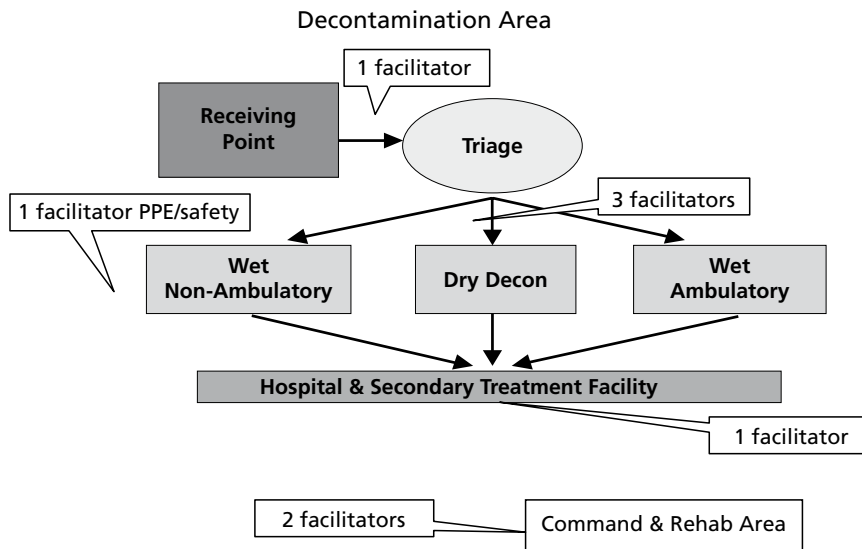 Decontamination Area
1 facilitator
Receiving
Point
Triage
1 facilitator PPE/safety
3 facilitators
Wet
Non-Ambulatory
Dry Decon
Wet
Ambulatory
Hospital & Secondary Treatment Facility
1 facilitator
2 facilitators
Command & Rehab Area